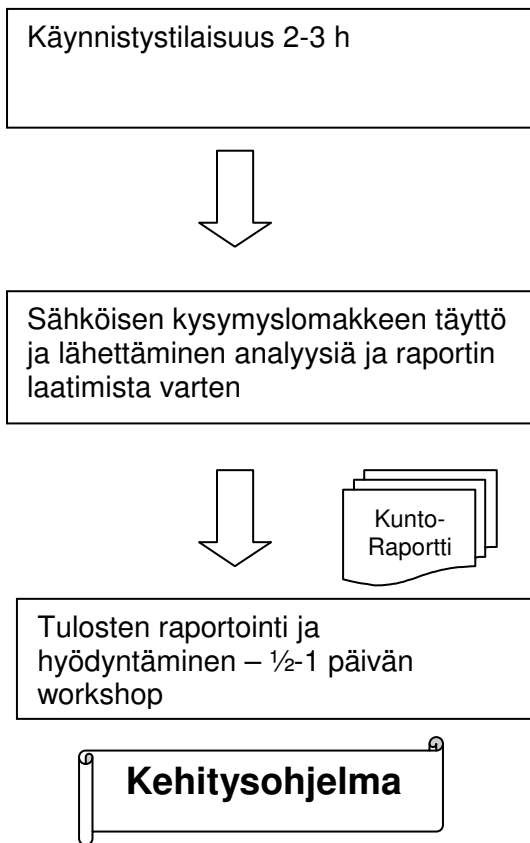 Käynnistystilaisuus 2-3 h
Sähköisen kysymyslomakkeen täyttö
ja lähettäminen analyysiä ja raportin
laatimista varten
Kunto-
Raportti
Tulosten raportointi ja
hyödyntäminen – ½-1 päivän
workshop
Kehitysohjelma